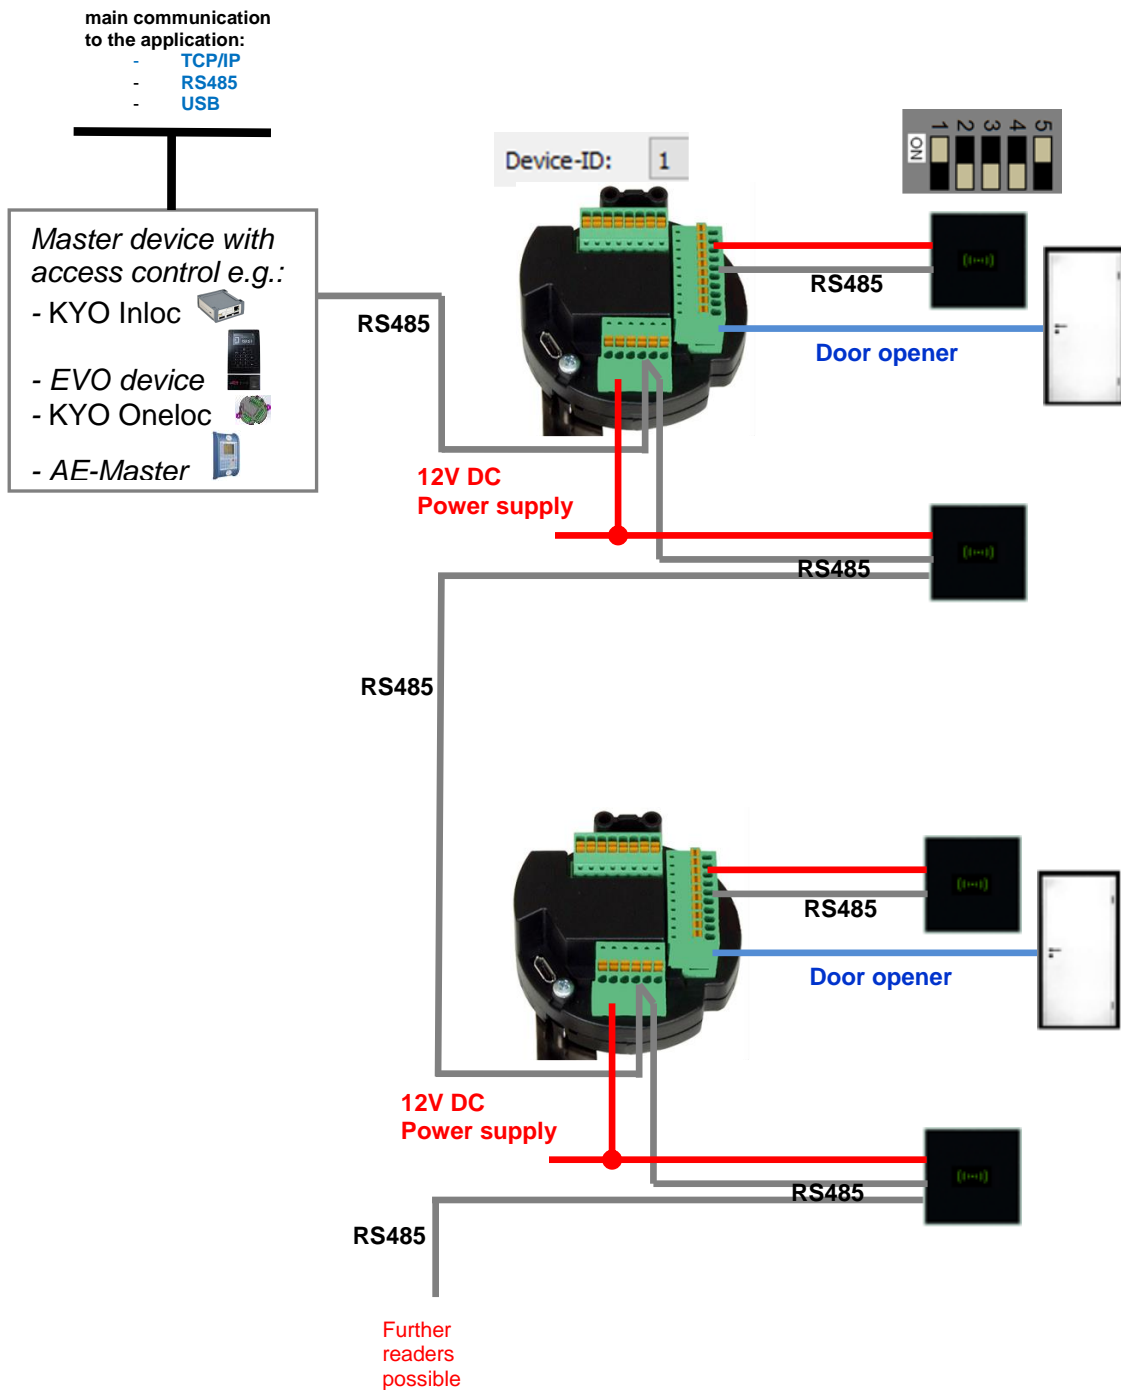 main communication
to the application:
- TCP/IP
- RS485
- USB
Device-ID: 1
ON 1 2 3 4 5
Master device with
access control e.g.:
- KYO Inloc
- EVO device
- KYO Oneloc
- AE-Master
RS485
RS485
Door opener
12V DC
Power supply
RS485
RS485
RS485
Door opener
12V DC
Power supply
RS485
RS485
Further
readers
possible